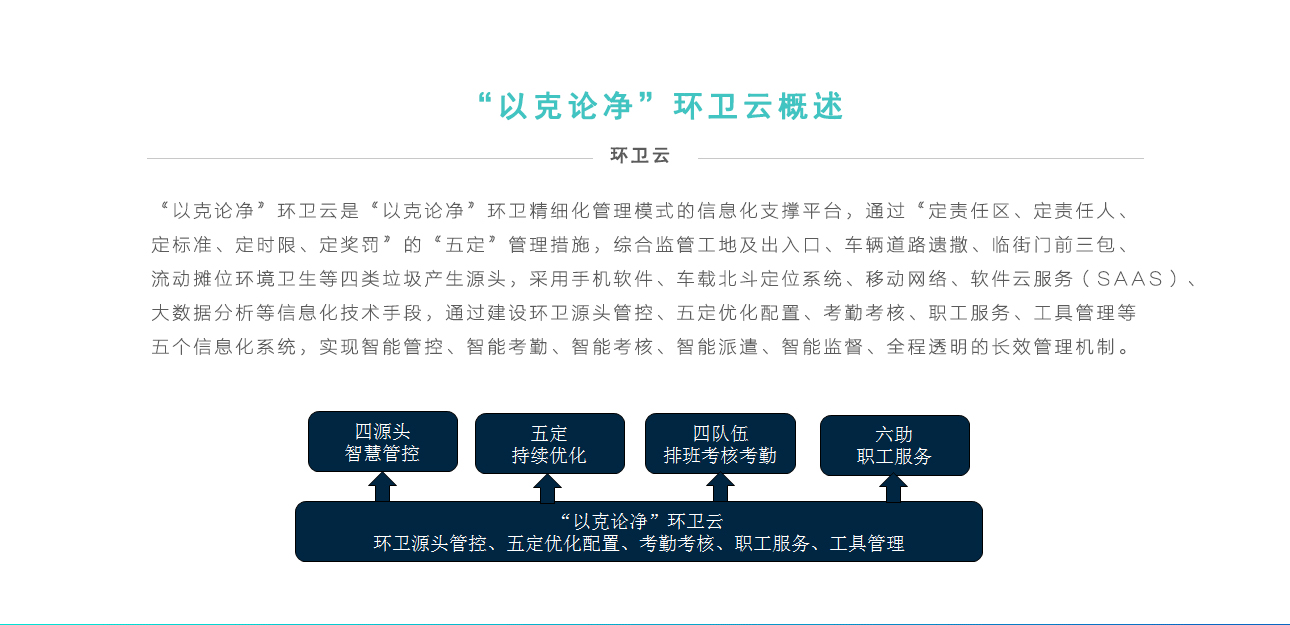 “以克论净”环卫云概述
环卫云
“以克论净”环卫云是“以克论净”环卫精细化管理模式的信息化支撑平台，通过“定责任区、定责任人、
定标准、定时限、定奖罚”的“五定”管理措施，综合监管工地及出入口、车辆道路遗撒、临街门前三包、
流动摊位环境卫生等四类垃圾产生源头，采用手机软件、车载北斗定位系统、移动网络、软件云服务（SAAS）、
大数据分析等信息化技术手段，通过建设环卫源头管控、五定优化配置、考勤考核、职工服务、工具管理等
五个信息化系统，实现智能管控、智能考勤、智能考核、智能派遣、智能监督、全程透明的长效管理机制。
四源头
智慧管控
五定
持续优化
四队伍
排班考核考勤
六助
职工服务
“以克论净”环卫云
环卫源头管控、五定优化配置、考勤考核、职工服务、工具管理